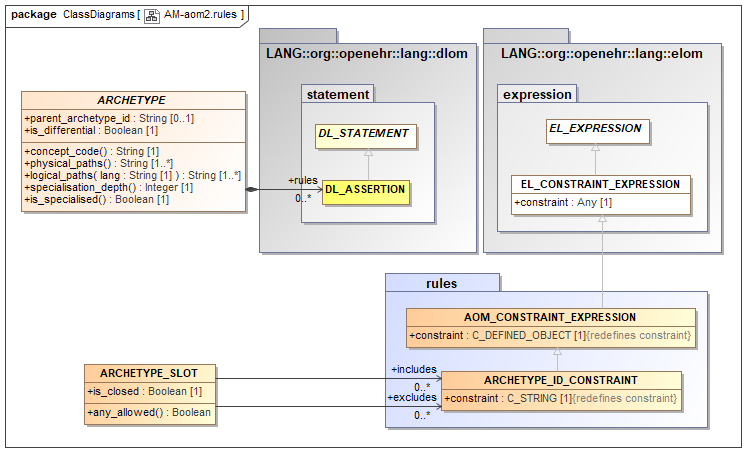 package ClassDiagrams [ AM-aom2.rules ]
LANG::org::openehr::lang::dlom
LANG::org::openehr::lang::elom
statement
expression
ARCHETYPE
+parent_archetype_id : String [0..1]
+is_differential : Boolean [1]
+concept_code() : String [1]
+physical_paths() : String [1..*]
+logical_paths( lang : String [1] ) : String [1..*]
+specialisation_depth() : Integer [1]
+is_specialised() : Boolean [1]
DL_STATEMENT
+rules
0..*
DL_ASSERTION
EL_EXPRESSION
EL_CONSTRAINT_EXPRESSION
+constraint : Any [1]
rules
AOM_CONSTRAINT_EXPRESSION
+constraint : C_DEFINED_OBJECT [1]{redefines constraint}
ARCHETYPE_SLOT
+is_closed : Boolean [1]
+any_allowed() : Boolean
+includes
0..*
+excludes
0..*
ARCHETYPE_ID_CONSTRAINT
+constraint : C_STRING [1]{redefines constraint}